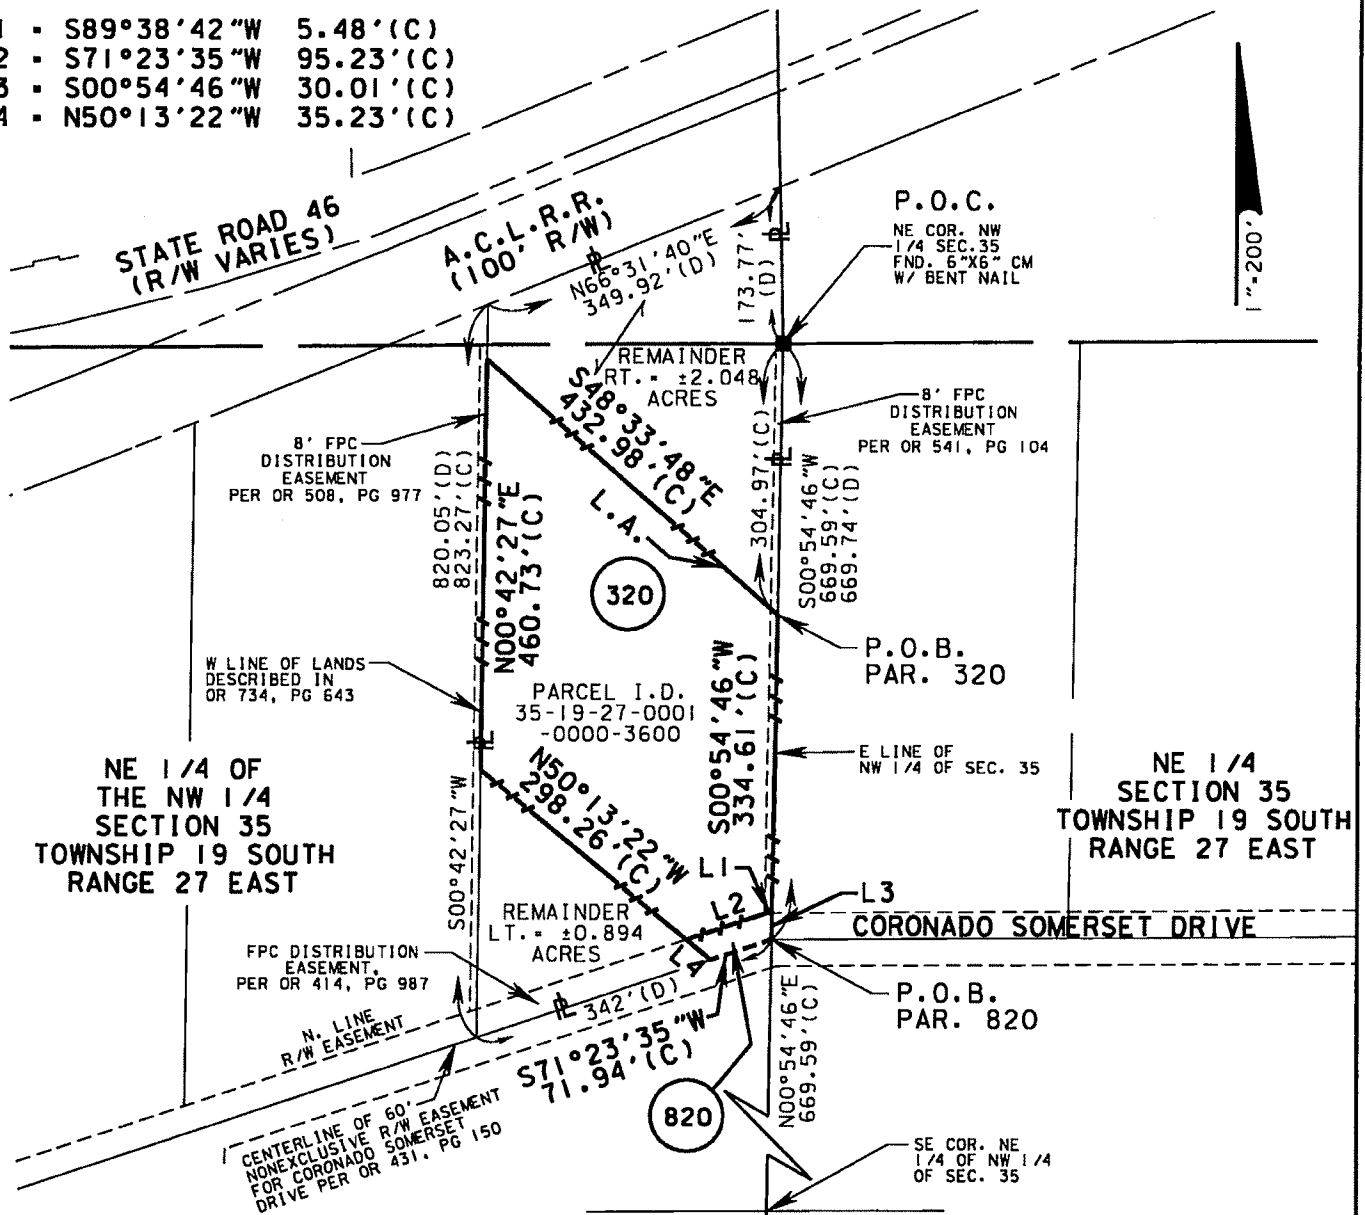 1 - S89°38'42"W 5.48'(C)
2 - S71°23'35"W 95.23'(C)
3 - S00°54'46"W 30.01'(C)
4 - N50°13'22"W 35.23'(C)
STATE ROAD 46
(R/W VARIES)
A.C.L.R.R.
(100' R/W)
N66°31'40"E
349.92'(D)
173.77'
(D)
P.O.C.
NE COR. NW
1/4 SEC.35
FND. 6"X6" CM
W/ BENT NAIL
1"=200'
REMAINDER
RT. = ±2.048
ACRES
S48°33'48"E
432.98'(C)
L.A.
8' FPC
DISTRIBUTION
EASEMENT
PER OR 508, PG 977
820.05'(D)
823.27'(C)
N00°42'27"E
460.73'(C)
320
304.97'(C)
8' FPC
DISTRIBUTION
EASEMENT
PER OR 541, PG 104
S00°54'46"W
669.59'(C)
669.74'(D)
P.O.B.
PAR. 320
W LINE OF LANDS
DESCRIBED IN
OR 734, PG 643
PARCEL I.D.
35-19-27-0001
-0000-3600
S00°54'46"W
334.61'(C)
E LINE OF
NW 1/4 OF SEC. 35
NE 1/4 OF
THE NW 1/4
SECTION 35
TOWNSHIP 19 SOUTH
RANGE 27 EAST
NE 1/4
SECTION 35
TOWNSHIP 19 SOUTH
RANGE 27 EAST
S00°42'27"W
N50°13'22"W
298.26'(C)
L1
L2
L3
L4
CORONADO SOMERSET DRIVE
REMAINDER
LT. = ±0.894
ACRES
FPC DISTRIBUTION
EASEMENT,
PER OR 414, PG 987
N. LINE
R/W EASEMENT
342'(D)
S71°23'35"W
71.94'(C)
P.O.B.
PAR. 820
N00°54'46"E
669.59'(C)
820
CENTERLINE OF 60'
NONEXCLUSIVE R/W EASEMENT
FOR CORONADO SOMERSET
DRIVE PER OR 431, PG 150
SE COR. NE
1/4 OF NW 1/4
OF SEC. 35